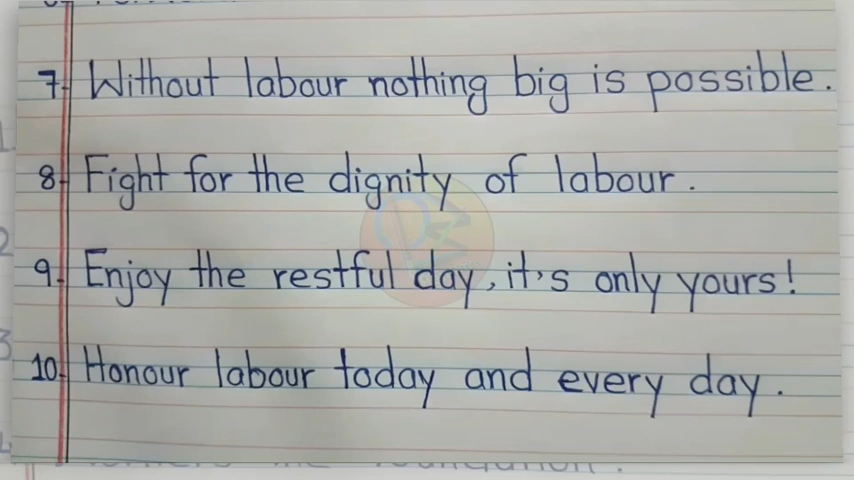 7. Without labour nothing big is possible.
8. Fight for the dignity of labour.
9. Enjoy the restful day, it's only yours!
10. Honour labour today and every day.